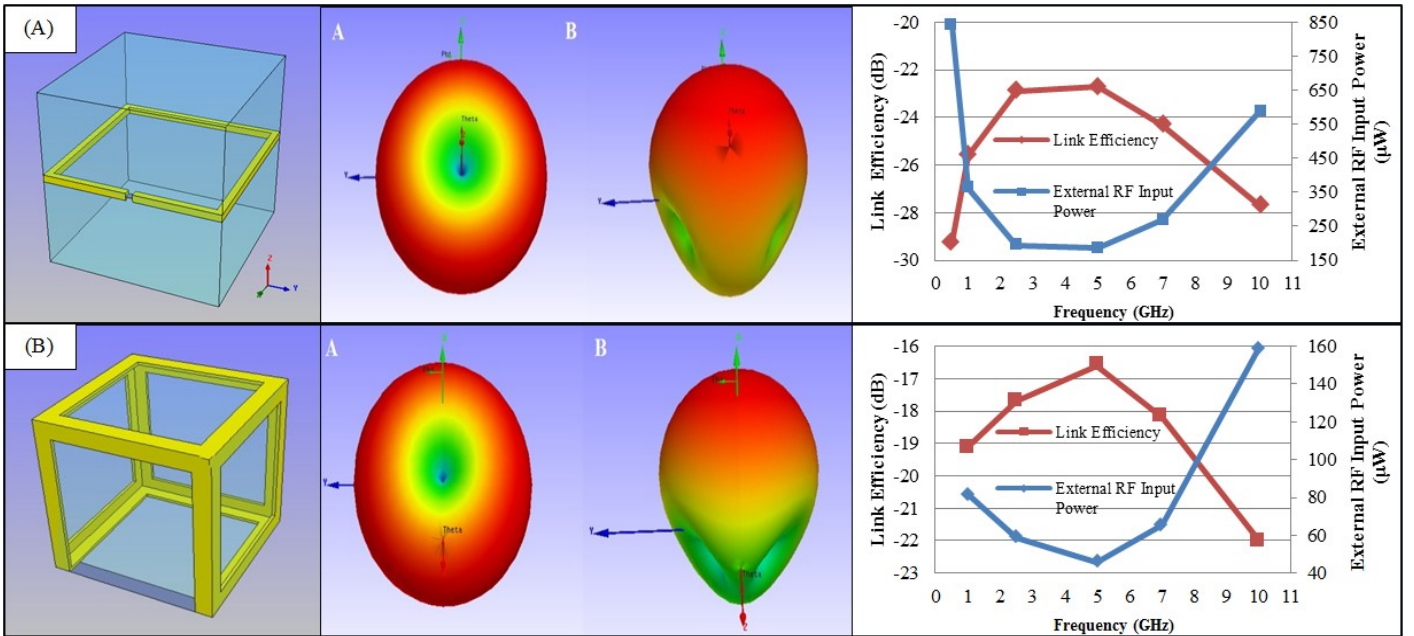 (A)
Z
Y
A
Theta
Y
B
Theta
Y
Link Efficiency (dB)
-20
-22
-24
-26
-28
-30
Link Efficiency
External RF Input
Power
850
750
650
550
450
350
250
150
External RF Input Power
(µW)
0 1 2 3 4 5 6 7 8 9 10 11
Frequency (GHz)
(B)
A
Theta
Y
B
Theta
Y
Z
Link Efficiency (dB)
-16
-17
-18
-19
-20
-21
-22
-23
Link Efficiency
External RF Input
Power
160
140
120
100
80
60
40
External RF Input Power
(µW)
0 1 2 3 4 5 6 7 8 9 10 11
Frequency (GHz)